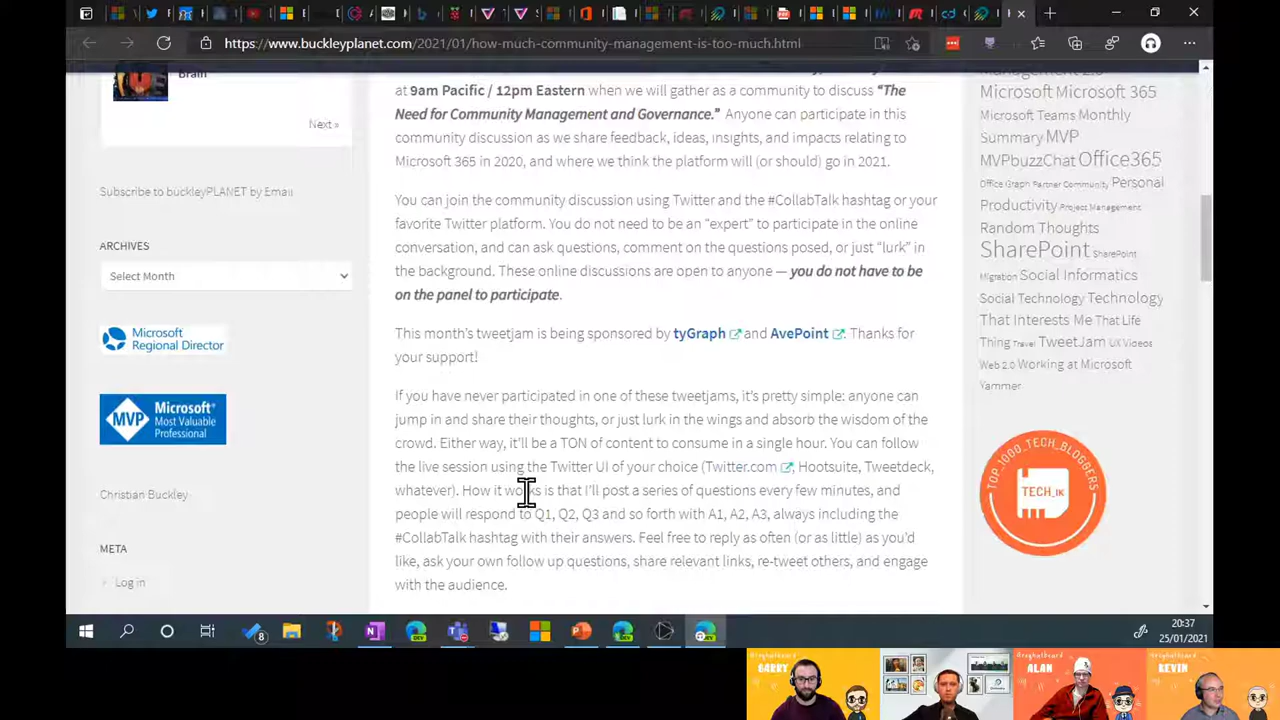 https://www.buckleyplanet.com/2021/01/how-much-community-management-is-too-much.html
Brain
Next »
Subscribe to buckleyPLANET by Email
ARCHIVES
Select Month
Microsoft
Regional Director
MVP
Microsoft®
Most Valuable
Professional
Christian Buckley
META
Log in
at 9am Pacific / 12pm Eastern when we will gather as a community to discuss “The
Need for Community Management and Governance.” Anyone can participate in this
community discussion as we share feedback, ideas, insights, and impacts relating to
Microsoft 365 in 2020, and where we think the platform will (or should) go in 2021.
You can join the community discussion using Twitter and the #CollabTalk hashtag or your
favorite Twitter platform. You do not need to be an “expert” to participate in the online
conversation, and can ask questions, comment on the questions posed, or just “lurk” in
the background. These online discussions are open to anyone — you do not have to be
on the panel to participate.
This month’s tweetjam is being sponsored by tyGraph and AvePoint. Thanks for
your support!
If you have never participated in one of these tweetjams, it’s pretty simple: anyone can
jump in and share their thoughts, or just lurk in the wings and absorb the wisdom of the
crowd. Either way, it’ll be a TON of content to consume in a single hour. You can follow
the live session using the Twitter UI of your choice (Twitter.com, Hootsuite, Tweetdeck,
whatever). How it works is that I’ll post a series of questions every few minutes, and
people will respond to Q1, Q2, Q3 and so forth with A1, A2, A3, always including the
#CollabTalk hashtag with their answers. Feel free to reply as often (or as little) as you’d
like, ask your own follow up questions, share relevant links, re-tweet others, and engage
with the audience.
Management 2.0
Microsoft Microsoft 365
Microsoft Teams Monthly
Summary MVP
MVPbuzzChat Office365
Office Graph Partner Community Personal
Productivity Project Management
Random Thoughts
SharePoint SharePoint
Migration Social Informatics
Social Technology Technology
That Interests Me That Life
Thing Travel TweetJam UX Videos
Web 2.0 Working at Microsoft
Yammer
TOP_1000_TECH_BLOGGERS
TECH_1K
8
20:37
25/01/2021
GARRY
ALAN
KEVIN